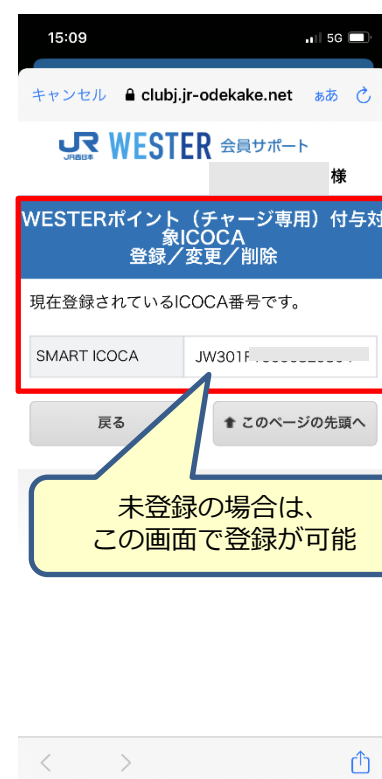 15:09
5G
キャンセル
clubj.jr-odekake.net
ぁあ
JR
JR西日本
WESTER 会員サポート
様
WESTERポイント（チャージ専用）付与対
象ICOCA
登録／変更／削除
現在登録されているICOCA番号です。
SMART ICOCA
JW301F
戻る
このページの先頭へ
未登録の場合は、
この画面で登録が可能